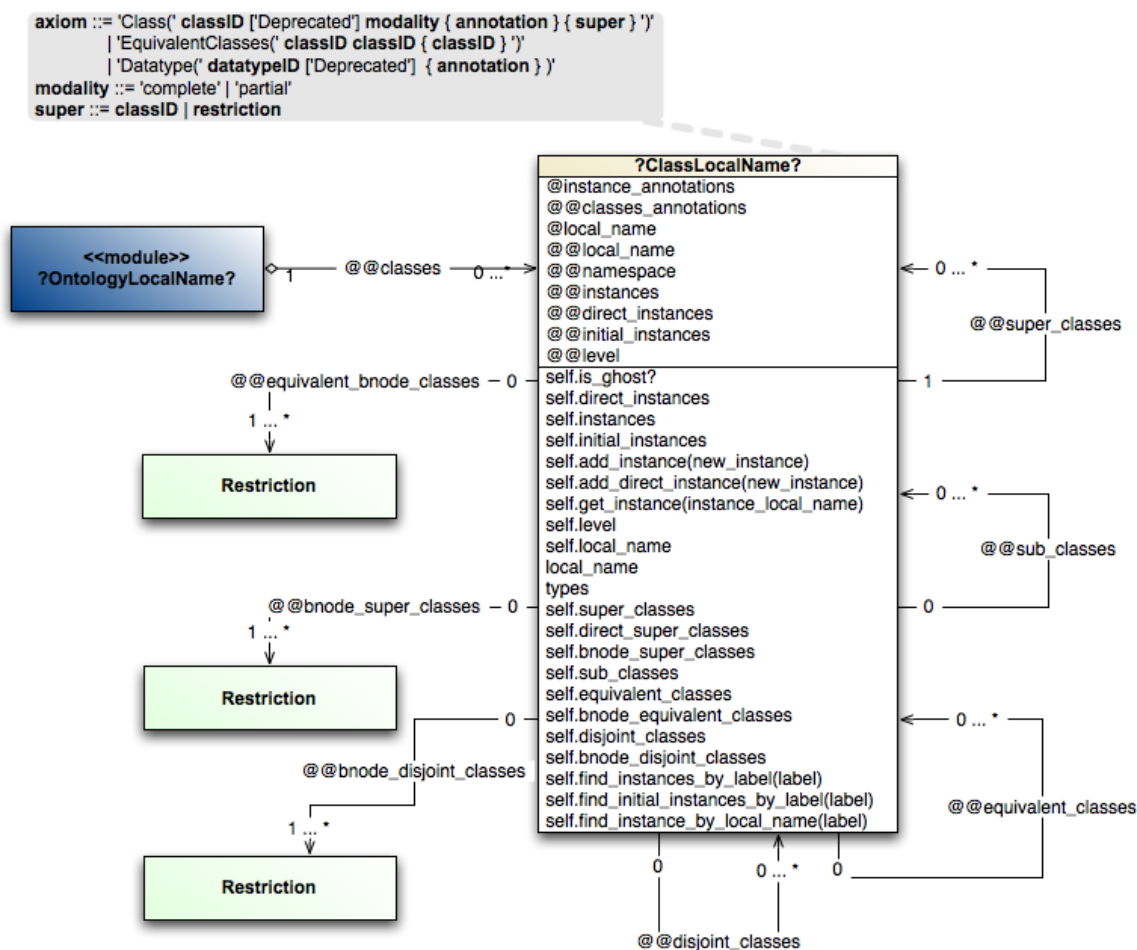 axiom ::= 'Class(' classID ['Deprecated'] modality { annotation } { super } ')'
| 'EquivalentClasses(' classID classID { classID } ')'
| 'Datatype(' datatypeID ['Deprecated'] { annotation } )'
modality ::= 'complete' | 'partial'
super ::= classID | restriction
?ClassLocalName?
@instance_annotations
@@classes_annotations
@local_name
@@local_name
@@namespace
@@instances
@@direct_instances
@@initial_instances
@@level
self.is_ghost?
self.direct_instances
self.instances
self.initial_instances
self.add_instance(new_instance)
self.add_direct_instance(new_instance)
self.get_instance(instance_local_name)
self.level
self.local_name
local_name
types
self.super_classes
self.direct_super_classes
self.bnode_super_classes
self.sub_classes
self.equivalent_classes
self.bnode_equivalent_classes
self.disjoint_classes
self.bnode_disjoint_classes
self.find_instances_by_label(label)
self.find_initial_instances_by_label(label)
self.find_instance_by_local_name(label)
<<module>>
?OntologyLocalName?
1
@@classes
0 ...*
@@equivalent_bnode_classes
0
1 ... *
Restriction
@@bnode_super_classes
0
1 ... *
Restriction
0
@@bnode_disjoint_classes
1 ... *
Restriction
0 ... *
@@super_classes
1
0 ... *
@@sub_classes
0
0 ... *
@@equivalent_classes
0
0 ... *
0
@@disjoint_classes